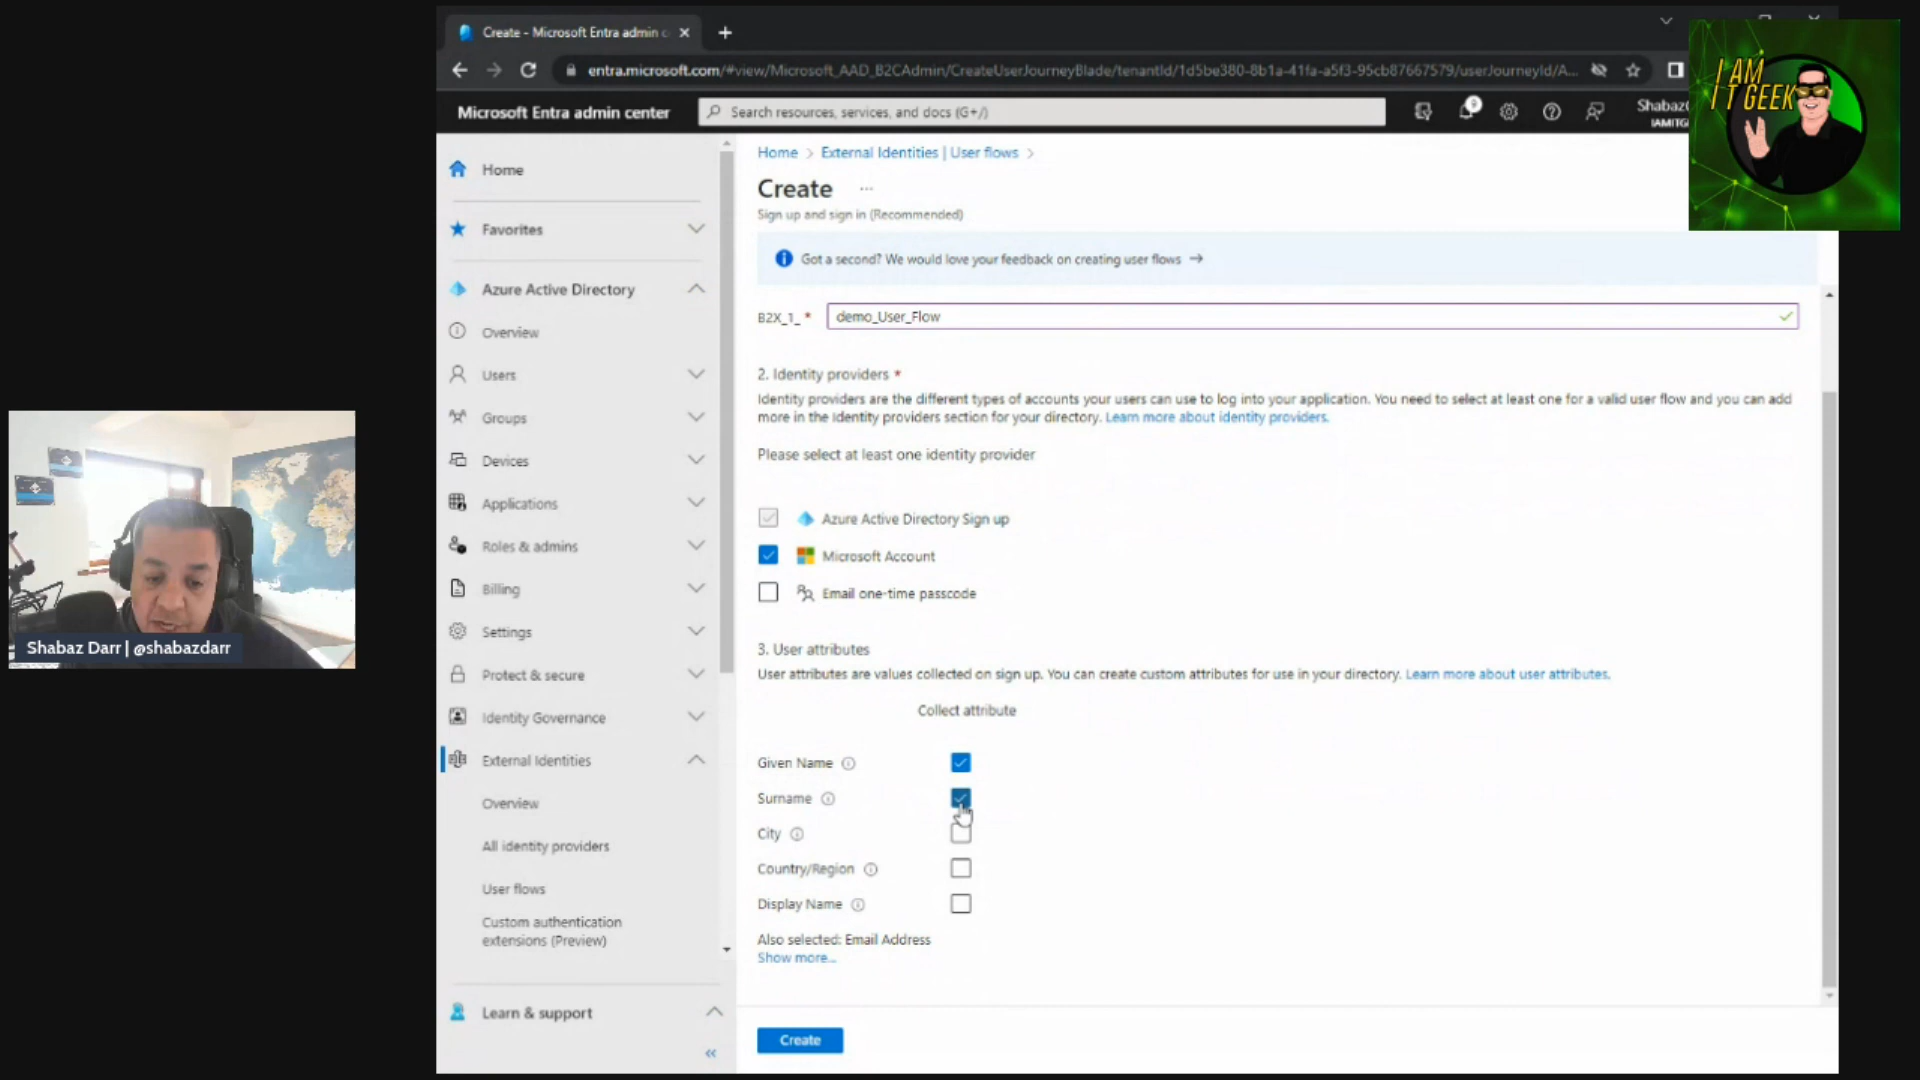 Create - Microsoft Entra admin c
entra.microsoft.com/#view/Microsoft_AAD_B2CAdmin/CreateUserJourneyBlade/tenantId/1d5be380-8b1a-41fa-a5f3-95cb87667579/userJourneyId/A...
Microsoft Entra admin center
Search resources, services, and docs (G+/)
Shabaz
IAMITG
I AM
IT GEEK
Home
Favorites
Azure Active Directory
Overview
Users
Groups
Devices
Applications
Roles & admins
Billing
Settings
Protect & secure
Identity Governance
External Identities
Overview
All identity providers
User flows
Custom authentication
extensions (Preview)
Learn & support
Home > External Identities | User flows >
Create ...
Sign up and sign in (Recommended)
Got a second? We would love your feedback on creating user flows →
B2X_1_ * demo_User_Flow
2. Identity providers *
Identity providers are the different types of accounts your users can use to log into your application. You need to select at least one for a valid user flow and you can add
more in the Identity providers section for your directory. Learn more about identity providers.
Please select at least one identity provider
Azure Active Directory Sign up
Microsoft Account
Email one-time passcode
3. User attributes
User attributes are values collected on sign up. You can create custom attributes for use in your directory. Learn more about user attributes.
Collect attribute
Given Name
Surname
City
Country/Region
Display Name
Also selected: Email Address
Show more...
Create
Shabaz Darr | @shabazdarr